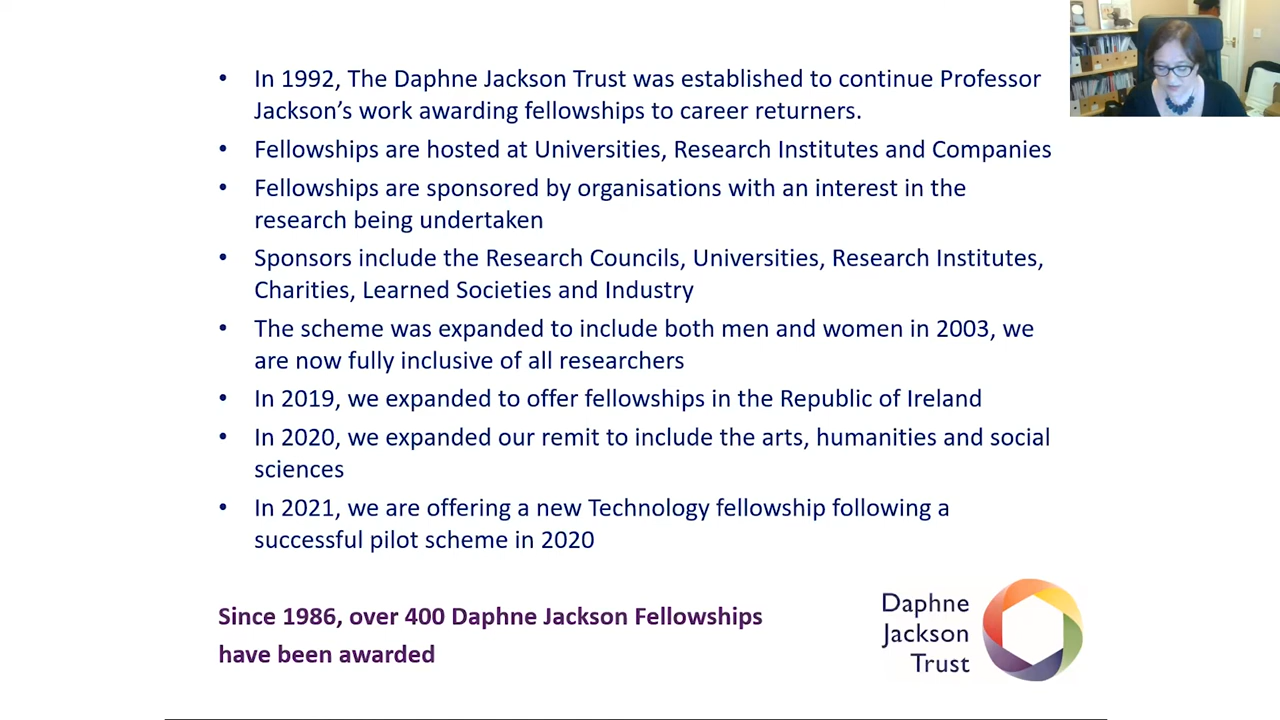 • In 1992, The Daphne Jackson Trust was established to continue Professor
Jackson’s work awarding fellowships to career returners.
• Fellowships are hosted at Universities, Research Institutes and Companies
• Fellowships are sponsored by organisations with an interest in the
research being undertaken
• Sponsors include the Research Councils, Universities, Research Institutes,
Charities, Learned Societies and Industry
• The scheme was expanded to include both men and women in 2003, we
are now fully inclusive of all researchers
• In 2019, we expanded to offer fellowships in the Republic of Ireland
• In 2020, we expanded our remit to include the arts, humanities and social
sciences
• In 2021, we are offering a new Technology fellowship following a
successful pilot scheme in 2020
Since 1986, over 400 Daphne Jackson Fellowships
have been awarded
Daphne
Jackson
Trust